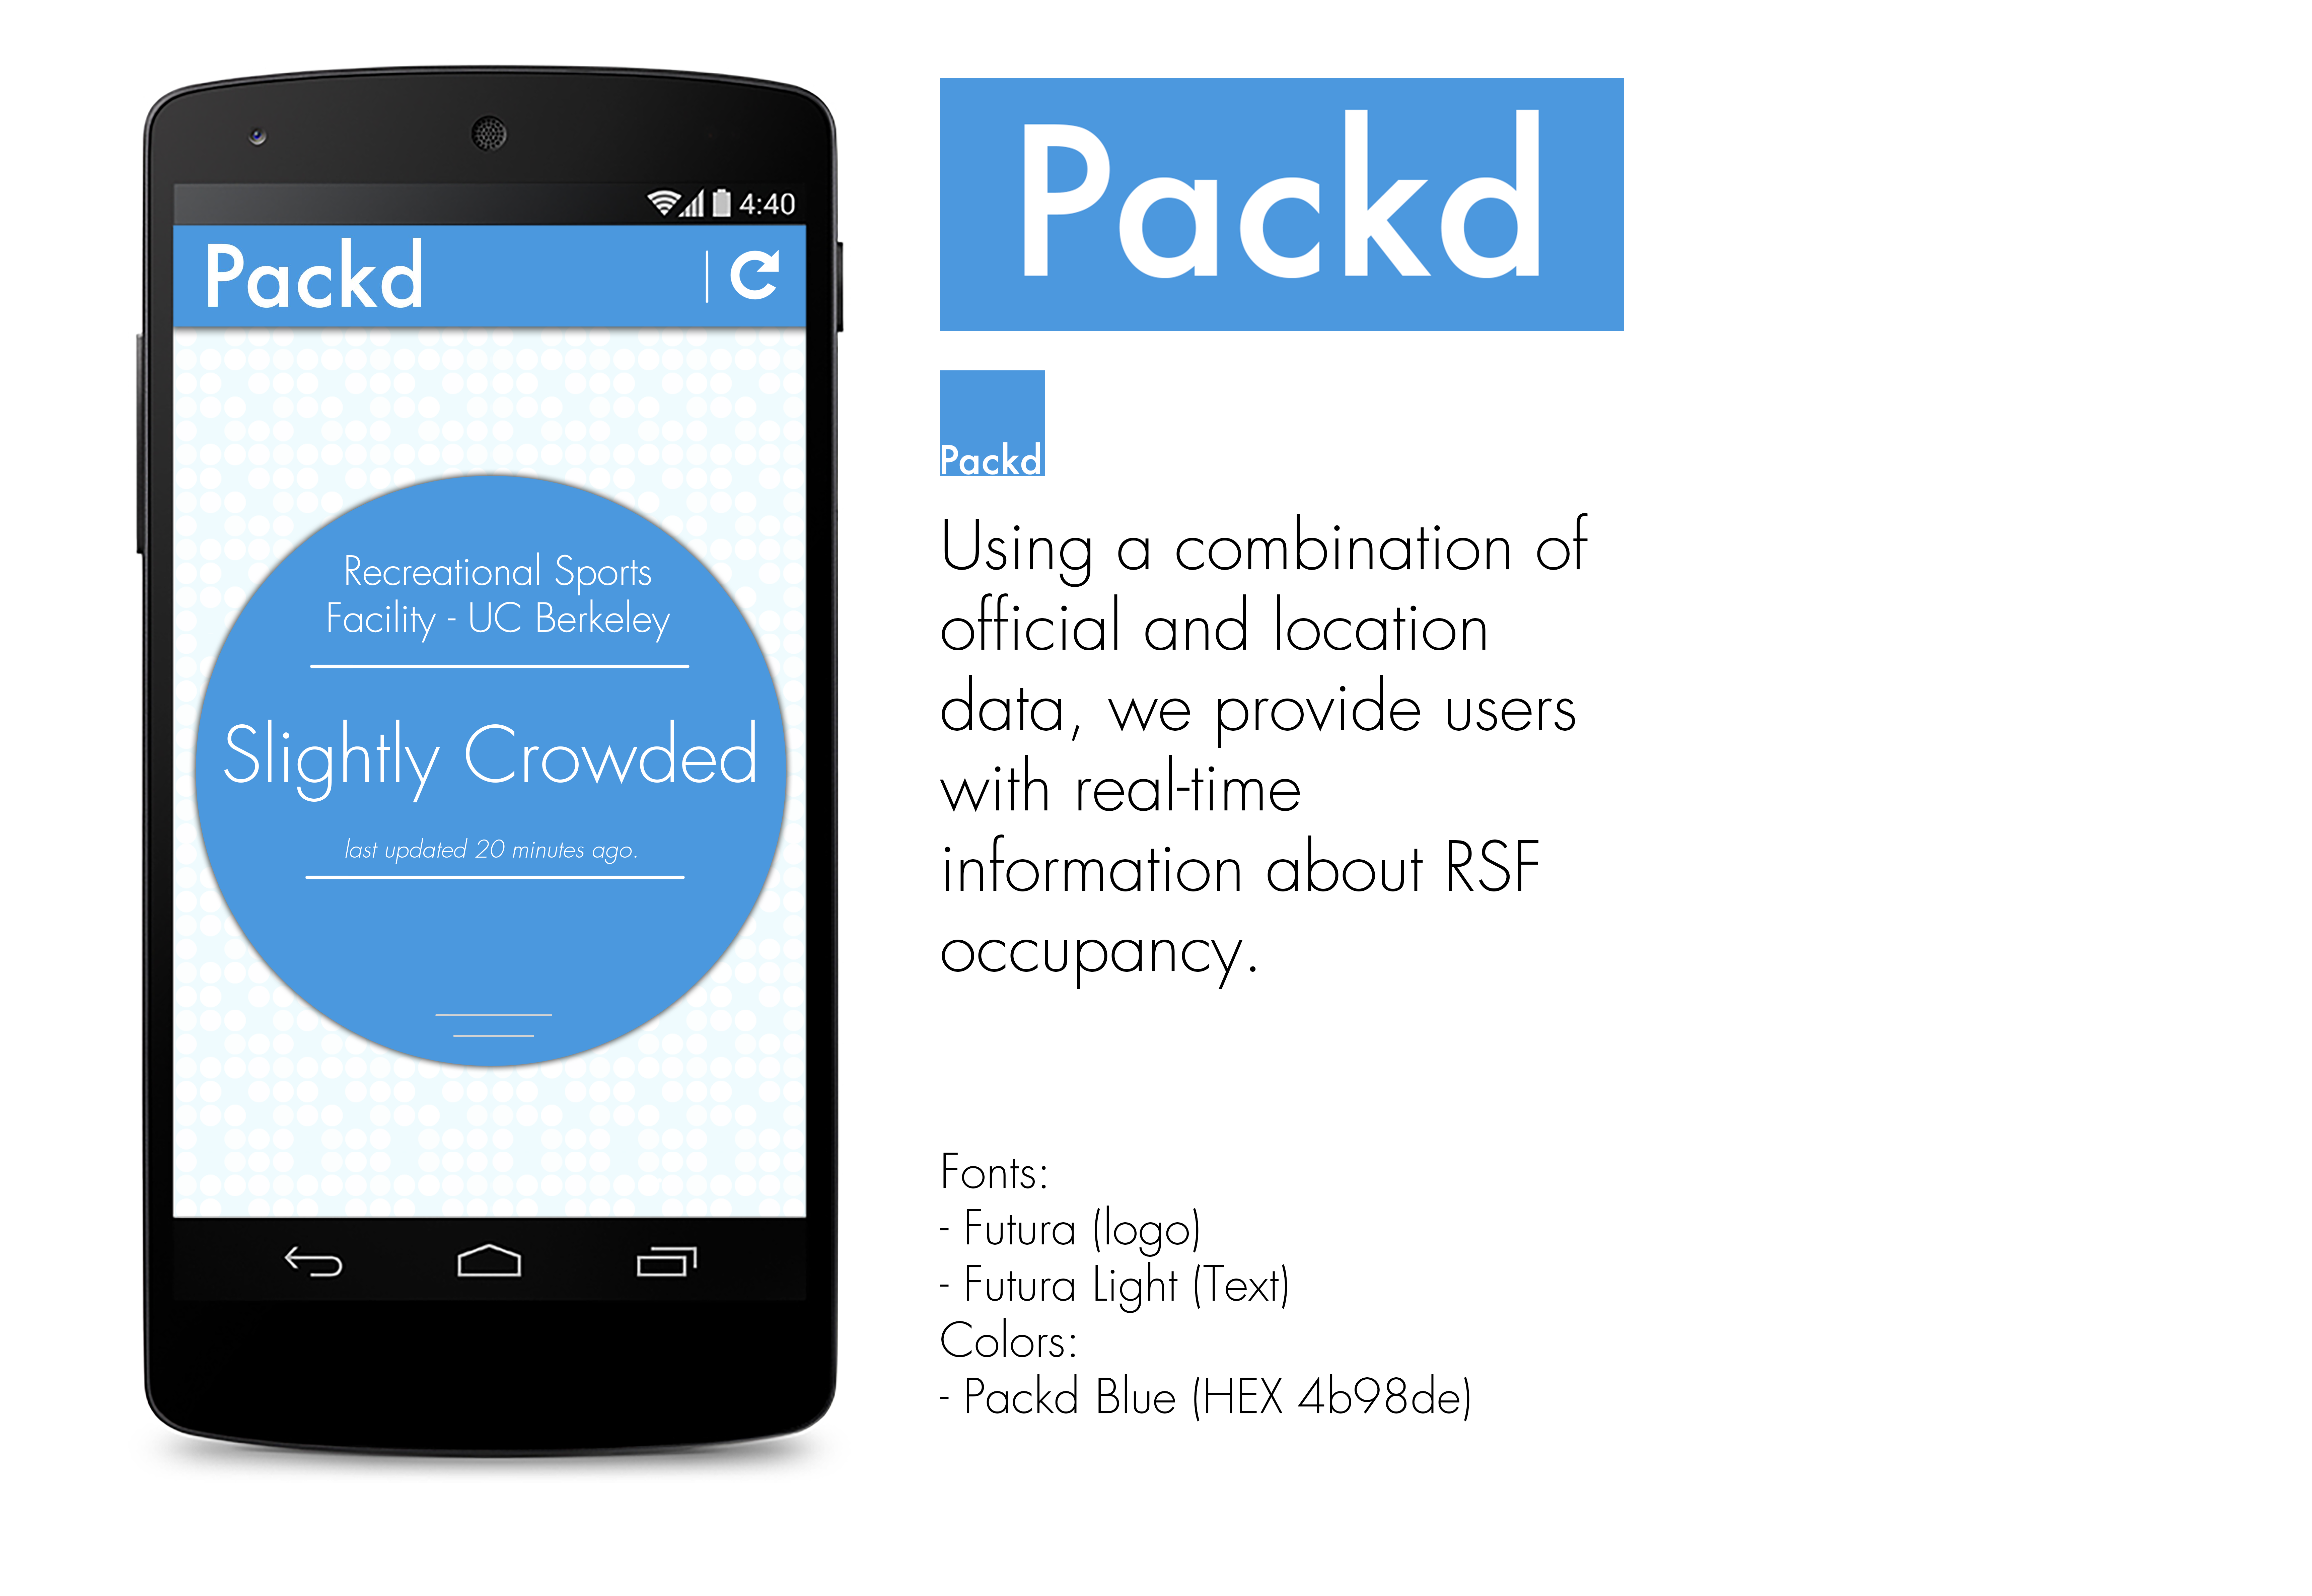 4:40
Packd
Recreational Sports
Facility - UC Berkeley
Slightly Crowded
last updated 20 minutes ago.
Packd
Packd
Using a combination of
official and location
data, we provide users
with real-time
information about RSF
occupancy.
Fonts:
- Futura (logo)
- Futura Light (Text)
Colors:
- Packd Blue (HEX 4b98de)